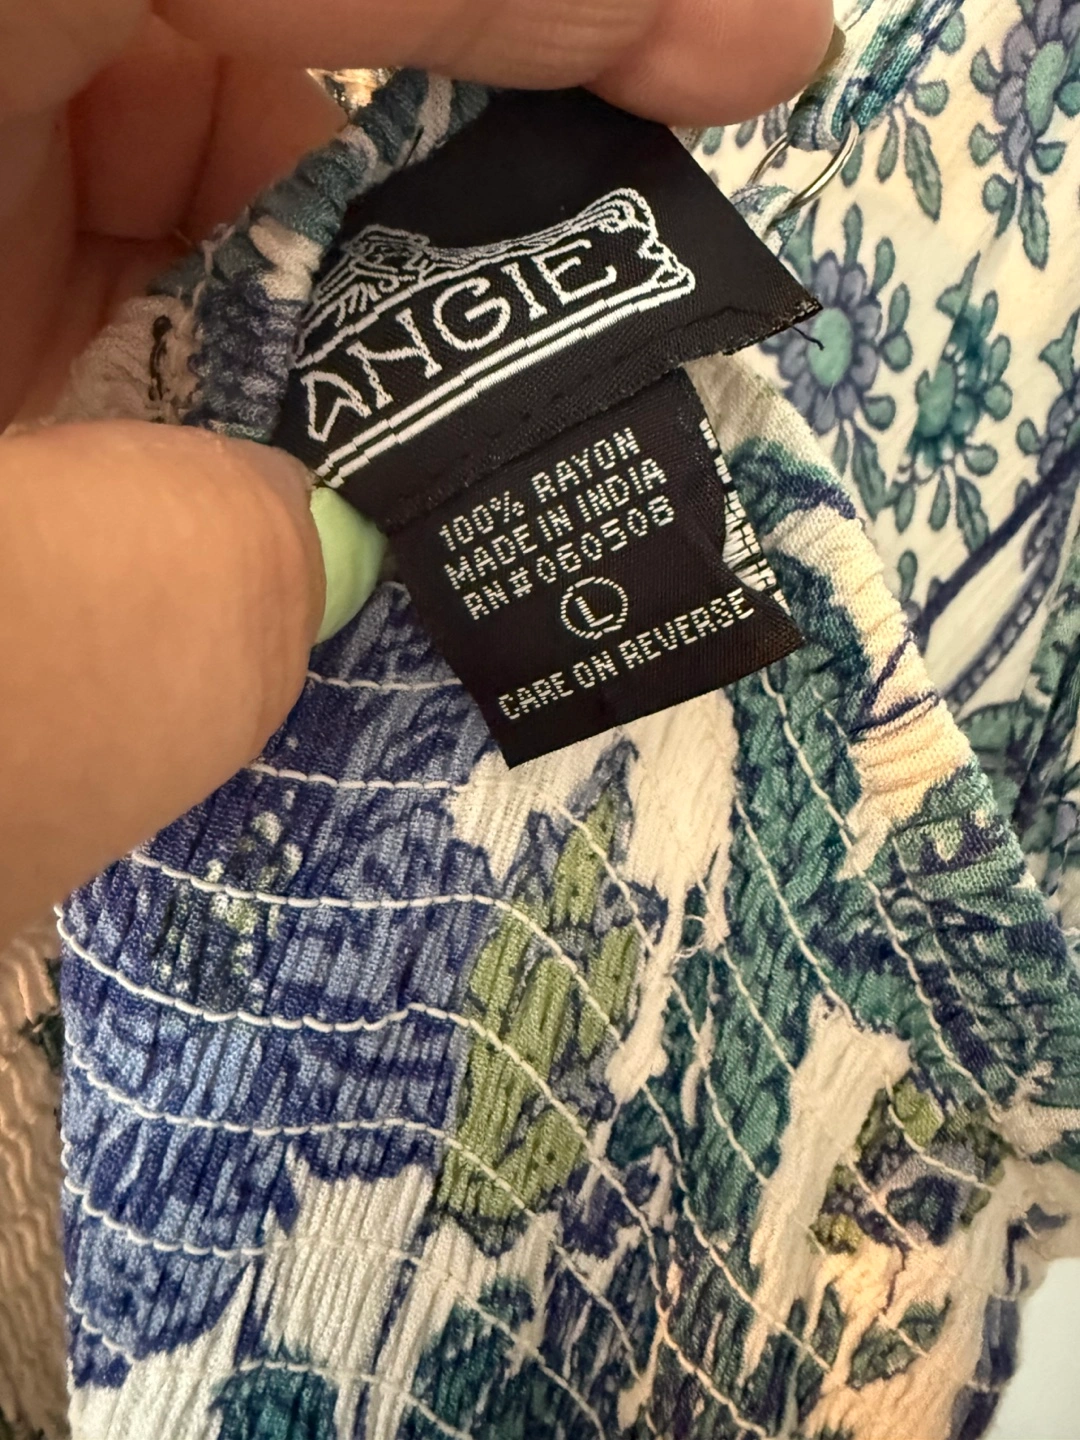 ANGIE
100% RAYON
MADE IN INDIA
RN#060508
L
CARE ON REVERSE